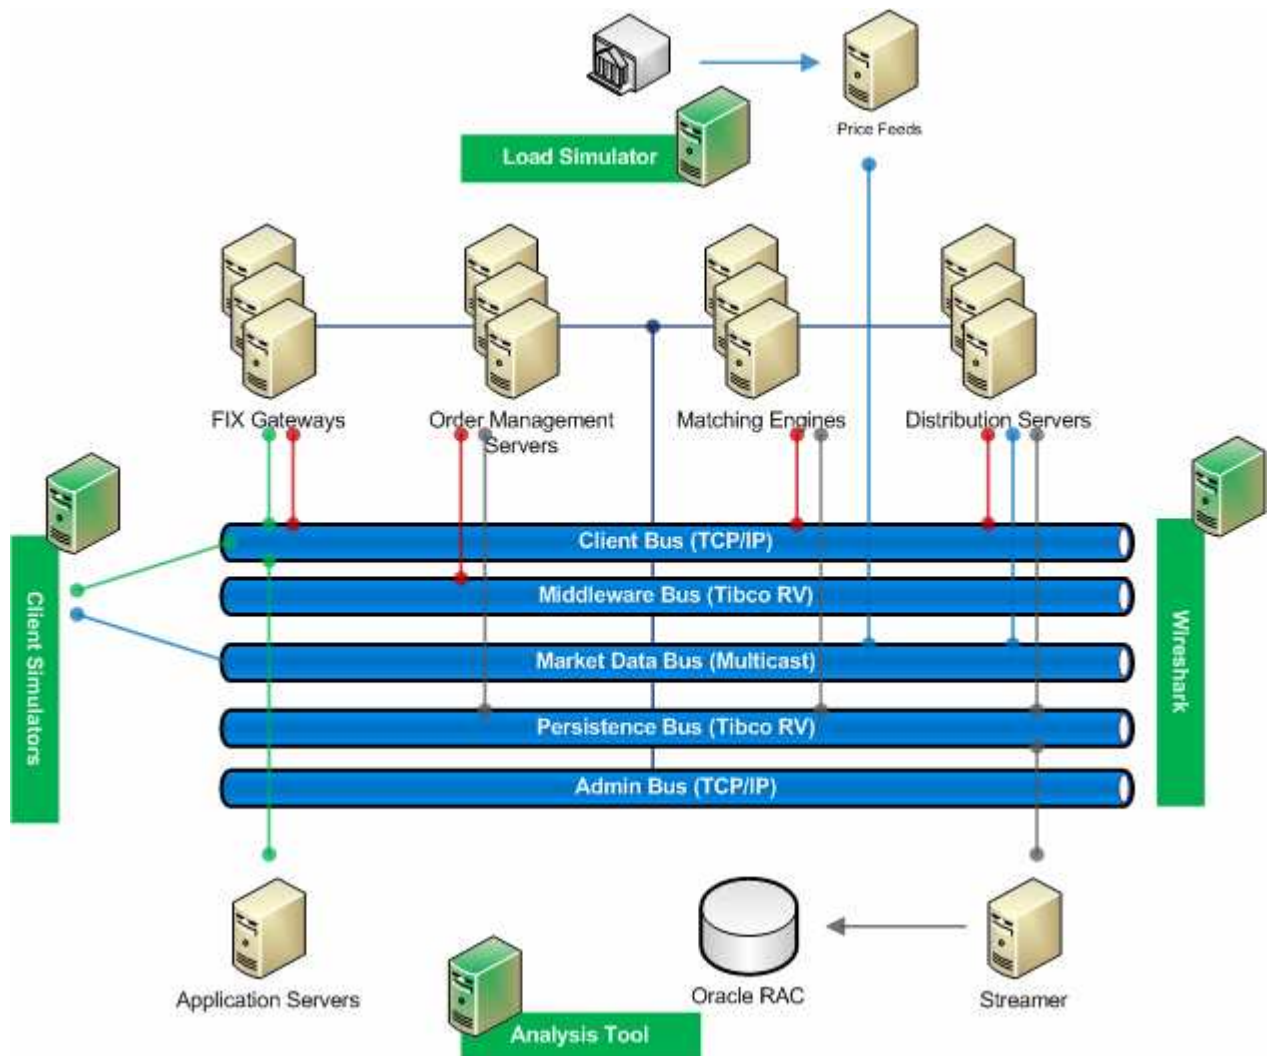 Price Feeds
Load Simulator
FIX Gateways
Order Management
Servers
Matching Engines
Distribution Servers
Client Bus (TCP/IP)
Middleware Bus (Tibco RV)
Market Data Bus (Multicast)
Persistence Bus (Tibco RV)
Admin Bus (TCP/IP)
Client Simulators
Wireshark
Application Servers
Oracle RAC
Streamer
Analysis Tool